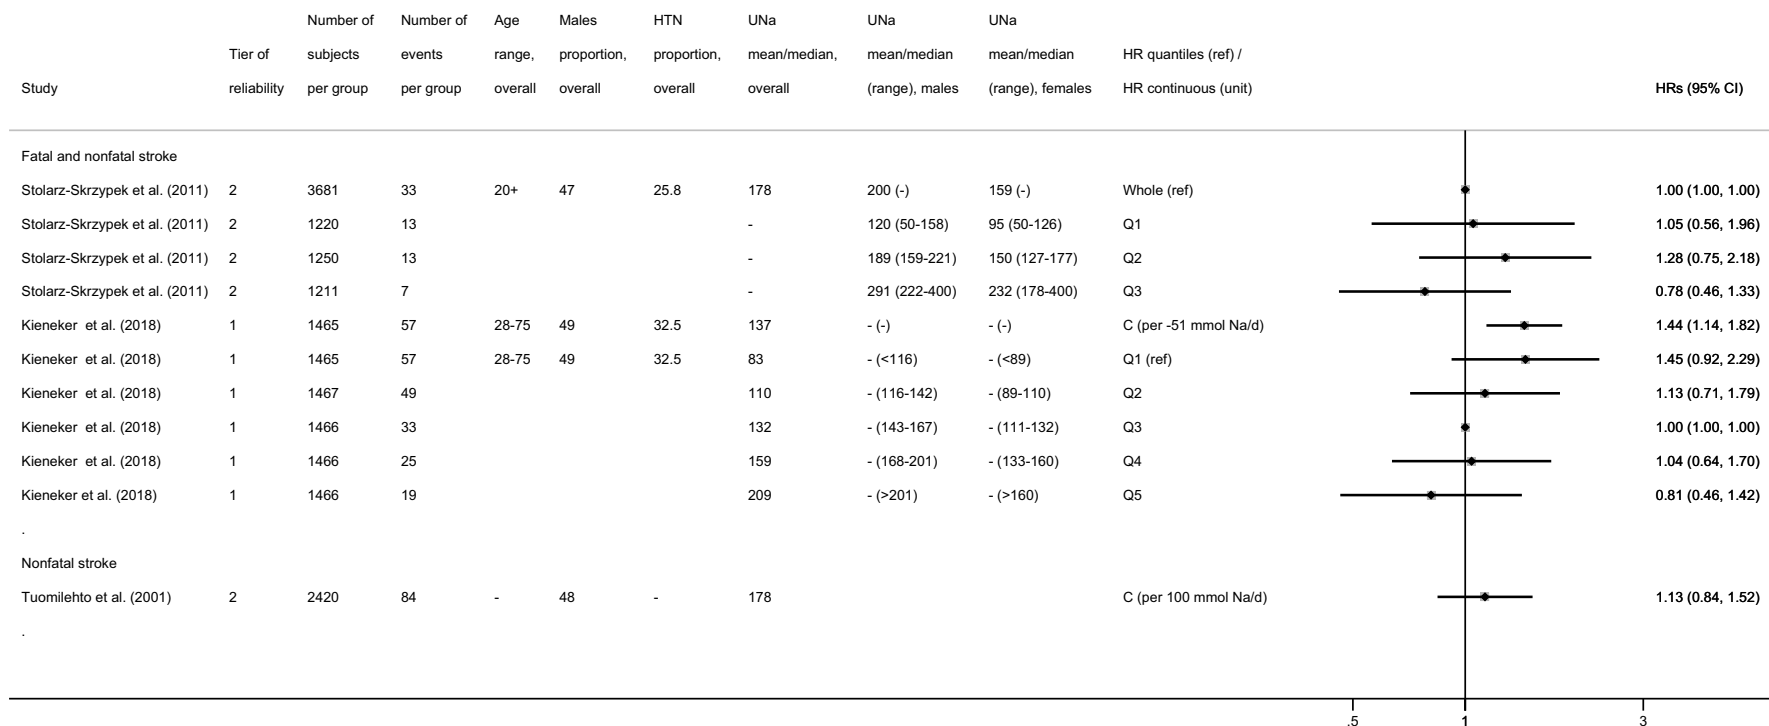 Number of Number of Age Males HTN UNa UNa UNa
Tier of subjects events range, proportion, proportion, mean/median, mean/median mean/median HR quantiles (ref) /
Study reliability per group per group overall overall overall overall (range), males (range), females HR continuous (unit) HRs (95% CI)
Fatal and nonfatal stroke
Stolarz-Skrzypek et al. (2011) 2 3681 33 20+ 47 25.8 178 200 (-) 159 (-) Whole (ref) 1.00 (1.00, 1.00)
Stolarz-Skrzypek et al. (2011) 2 1220 13 - 120 (50-158) 95 (50-126) Q1 1.05 (0.56, 1.96)
Stolarz-Skrzypek et al. (2011) 2 1250 13 - 189 (159-221) 150 (127-177) Q2 1.28 (0.75, 2.18)
Stolarz-Skrzypek et al. (2011) 2 1211 7 - 291 (222-400) 232 (178-400) Q3 0.78 (0.46, 1.33)
Kieneker et al. (2018) 1 1465 57 28-75 49 32.5 137 - (-) - (-) C (per -51 mmol Na/d) 1.44 (1.14, 1.82)
Kieneker et al. (2018) 1 1465 57 28-75 49 32.5 83 - (<116) - (<89) Q1 (ref) 1.45 (0.92, 2.29)
Kieneker et al. (2018) 1 1467 49 110 - (116-142) - (89-110) Q2 1.13 (0.71, 1.79)
Kieneker et al. (2018) 1 1466 33 132 - (143-167) - (111-132) Q3 1.00 (1.00, 1.00)
Kieneker et al. (2018) 1 1466 25 159 - (168-201) - (133-160) Q4 1.04 (0.64, 1.70)
Kieneker et al. (2018) 1 1466 19 209 - (>201) - (>160) Q5 0.81 (0.46, 1.42)
.
Nonfatal stroke
Tuomilehto et al. (2001) 2 2420 84 - 48 - 178 C (per 100 mmol Na/d) 1.13 (0.84, 1.52)
.
.5 1 3